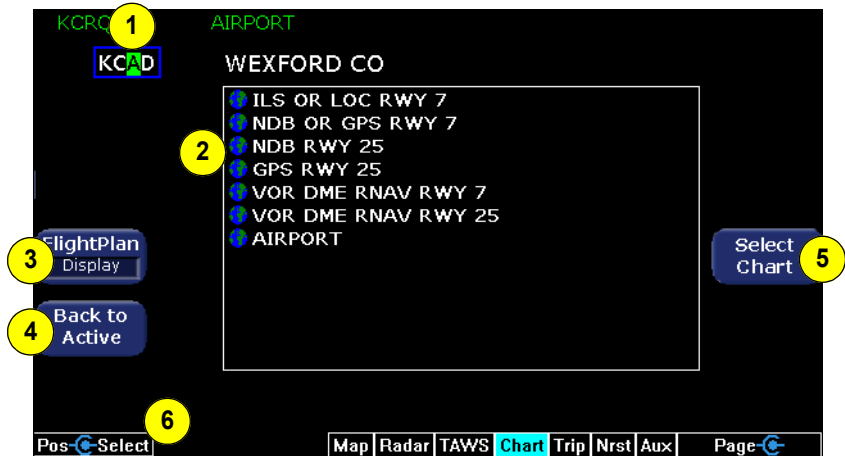 KCRQ AIRPORT
1
KCAD WEXFORD CO
ILS OR LOC RWY 7
NDB OR GPS RWY 7
2
NDB RWY 25
GPS RWY 25
VOR DME RNAV RWY 7
VOR DME RNAV RWY 25
AIRPORT
FlightPlan
Display
3
Select
Chart
5
Back to
Active
4
6
Pos Select Map Radar TAWS Chart Trip Nrst Aux Page